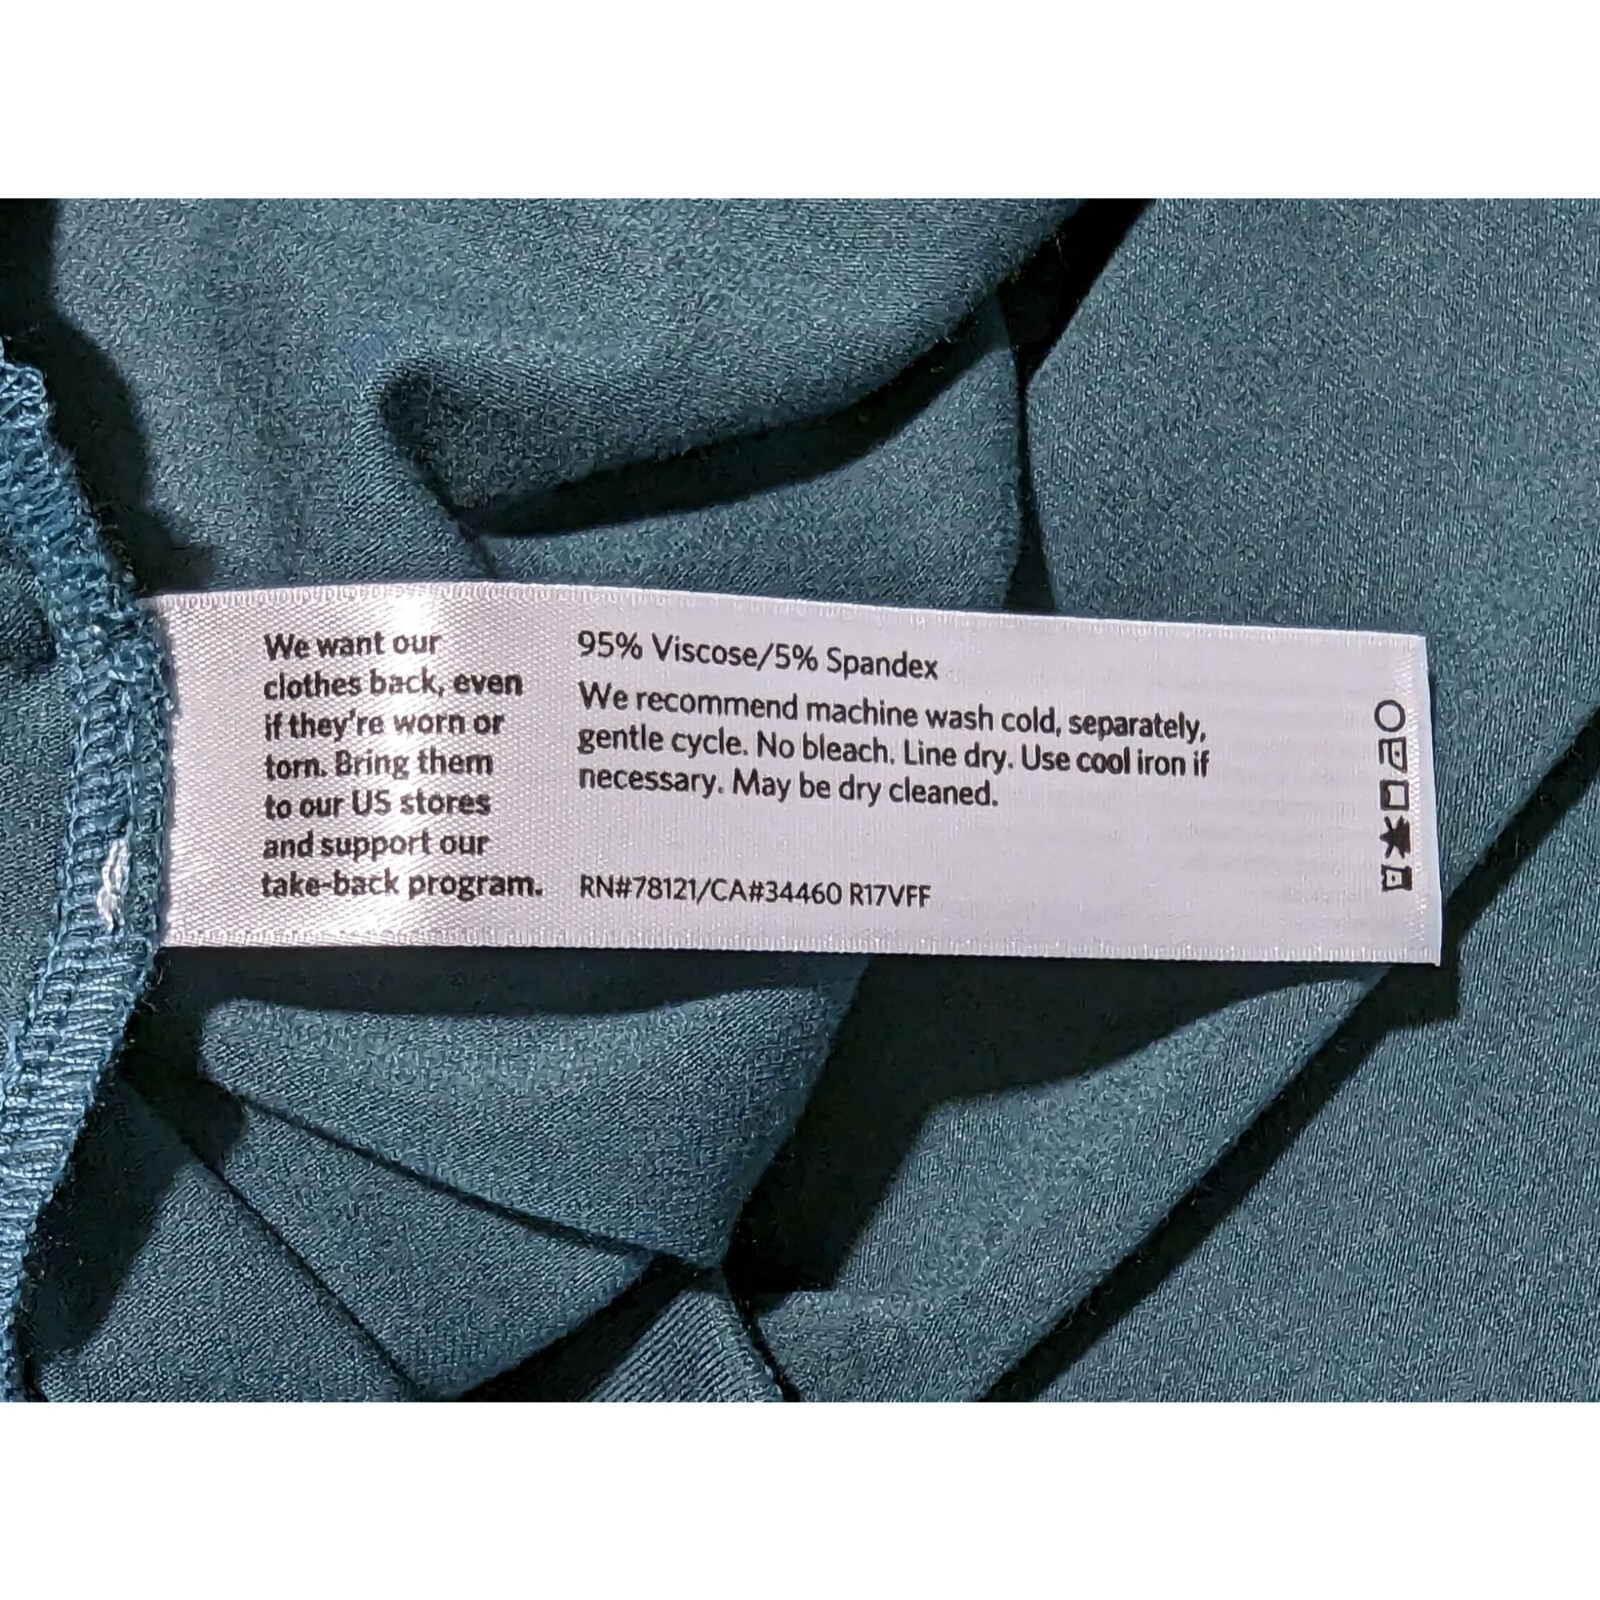 We want our
clothes back, even
if they're worn or
torn. Bring them
to our US stores
and support our
take-back program.
95% Viscose/5% Spandex
We recommend machine wash cold, separately,
gentle cycle. No bleach. Line dry. Use cool iron if
necessary. May be dry cleaned.
RN#78121/CA#34460 R17VFF